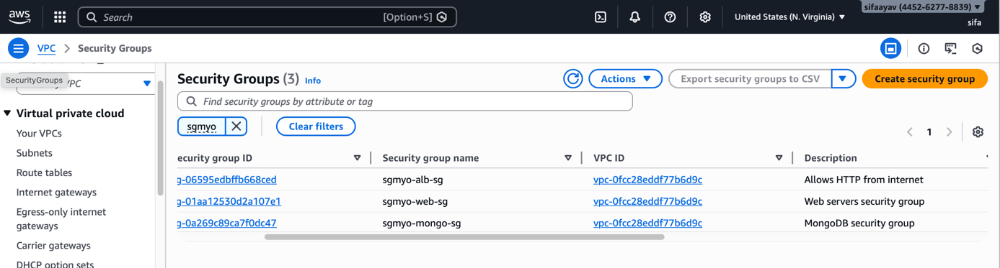 aws Search [Option+S] United States (N. Virginia) sifaayav (4452-6277-8839)
sifa
VPC Security Groups
SecurityGroups VPC
Security Groups (3) Info Actions Export security groups to CSV Create security group
Find security groups by attribute or tag
sgmyo Clear filters
1
Virtual private cloud
Your VPCs
Subnets
Route tables
Internet gateways
Egress-only internet
gateways
Carrier gateways
DHCP option sets
ecurity group ID Security group name VPC ID Description
g-06595edbffb668ced sgmyo-alb-sg vpc-0fcc28eddf77b6d9c Allows HTTP from internet
g-01aa12530d2a107e1 sgmyo-web-sg vpc-0fcc28eddf77b6d9c Web servers security group
g-0a269c89ca7f0dc47 sgmyo-mongo-sg vpc-0fcc28eddf77b6d9c MongoDB security group